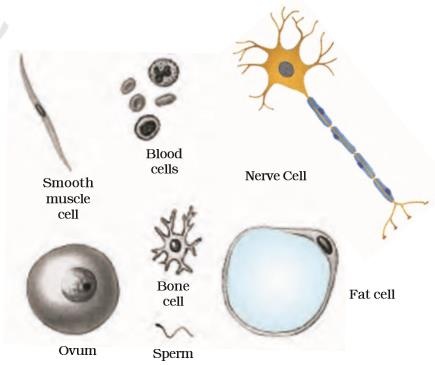 Blood
cells
Nerve Cell
Smooth
muscle
cell
Bone
cell
Fat cell
Ovum
Sperm